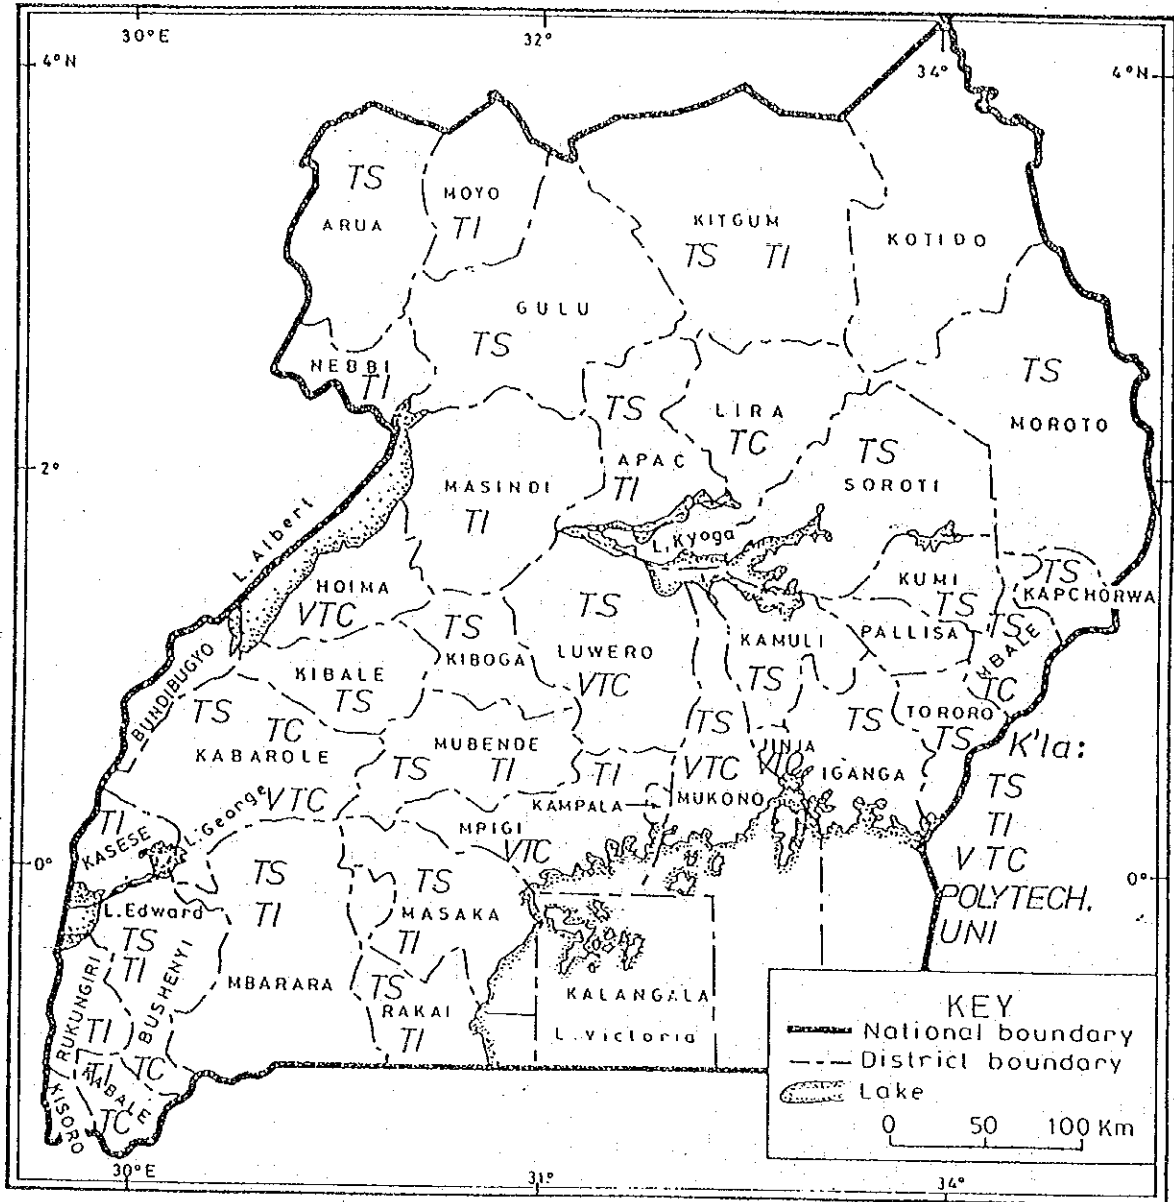 30°E
32°
34°
4°N
4°N
TS
ARUA
MOYO
TI
KITGUM
TS TI
KOTIDO
GULU
TS
NEBBI
TI
TS
MOROTO
TS
APAC
TI
LIRA
TC
TS
SOROTI
2°
MASINDI
TI
L. Albert
L. Kyoga
HOIMA
VTC
TS
KIBOGA
TS
LUWERO
VTC
KAMULI
TS
KUMI
TS
PALLISA
TS
KAPCHORWA
TS
MBALE
TC
BUNDIBUGYO
KIBALE
TS
TS
TC
KABAROLE
VTC
MUBENDE
TS TI
TI
KAMPALA
TS
VTC
MUKONO
JINJA
TS
IGANGA
TORORO
TS
K'la:
TS
TI
VTC
POLYTECH.
UNI
TI
KASESE
L. George
MPIGI
VTC
0°
0°
L. Edward
TS
TI
BUSHENYI
TC
TS
TI
MBARARA
TS
MASAKA
TI
TS
RAKAI
TI
KALANGALA
L. Victoria
RUKUNGIRI
TI
TI
KABALE
TC
KISORO
KEY
National boundary
District boundary
Lake
0 50 100 Km
30°E
31°
34°